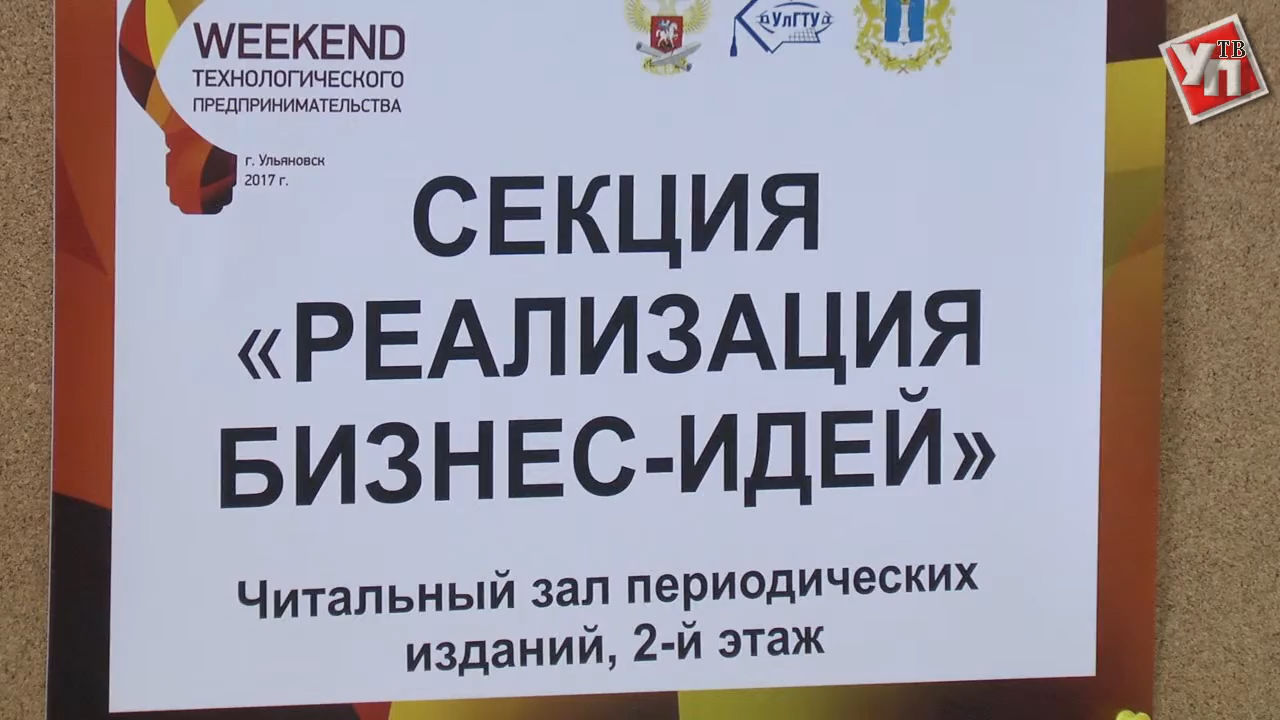 WEEKEND
ТЕХНОЛОГИЧЕСКОГО
ПРЕДПРИНИМАТЕЛЬСТВА
г. Ульяновск
2017 г.
УлГТУ
ТВ
УП
СЕКЦИЯ
«РЕАЛИЗАЦИЯ
БИЗНЕС-ИДЕЙ»
Читальный зал периодических
изданий, 2-й этаж